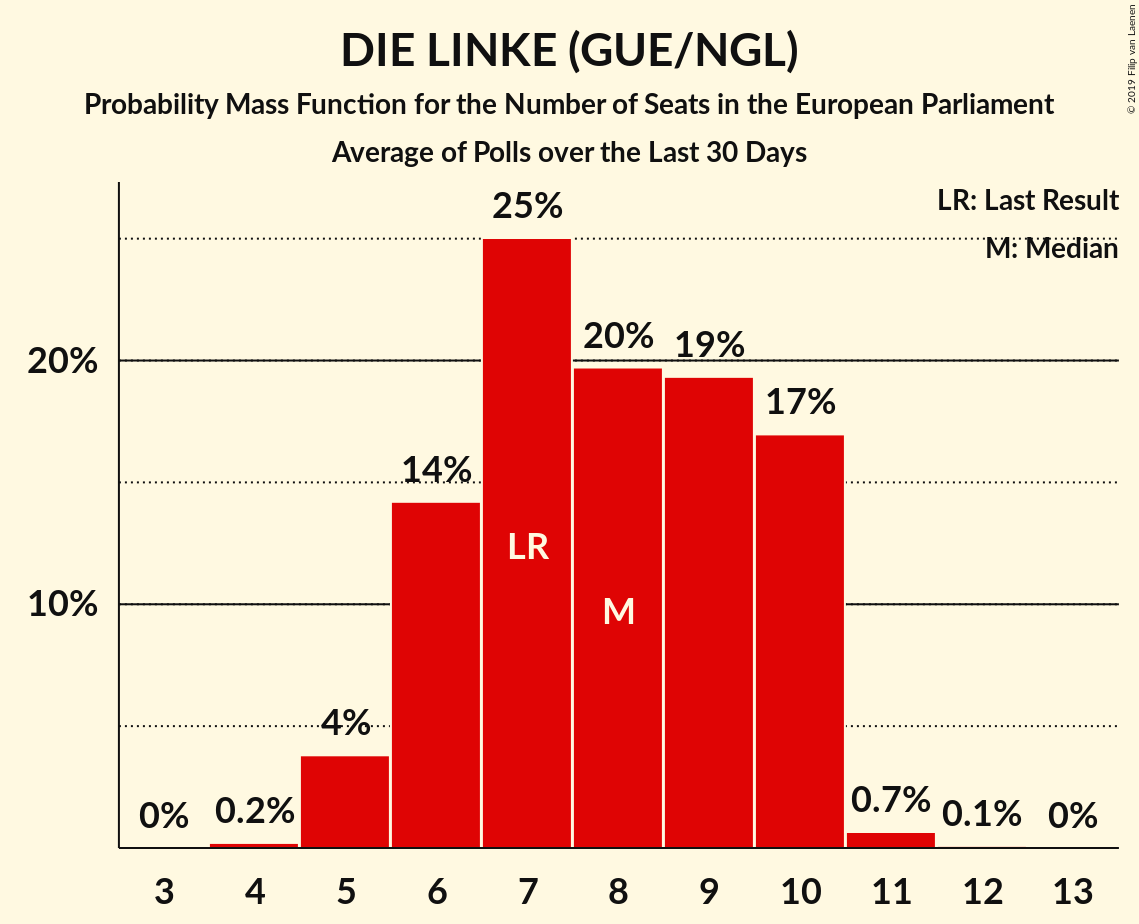 DIE LINKE (GUE/NGL)
Probability Mass Function for the Number of Seats in the European Parliament
Average of Polls over the Last 30 Days
© 2019 Filip van Laenen
LR: Last Result
M: Median
25%
20%
20%
19%
17%
14%
LR
M
10%
4%
0%
0.2%
0.7%
0.1%
0%
3 4 5 6 7 8 9 10 11 12 13